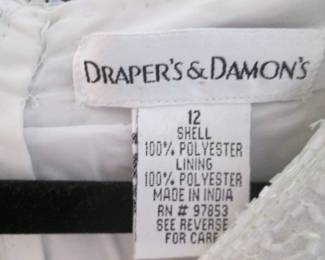 DRAPER'S & DAMON'S
12
SHELL
100% POLYESTER
LINING
100% POLYESTER
MADE IN INDIA
RN # 97853
SEE REVERSE
FOR CARE